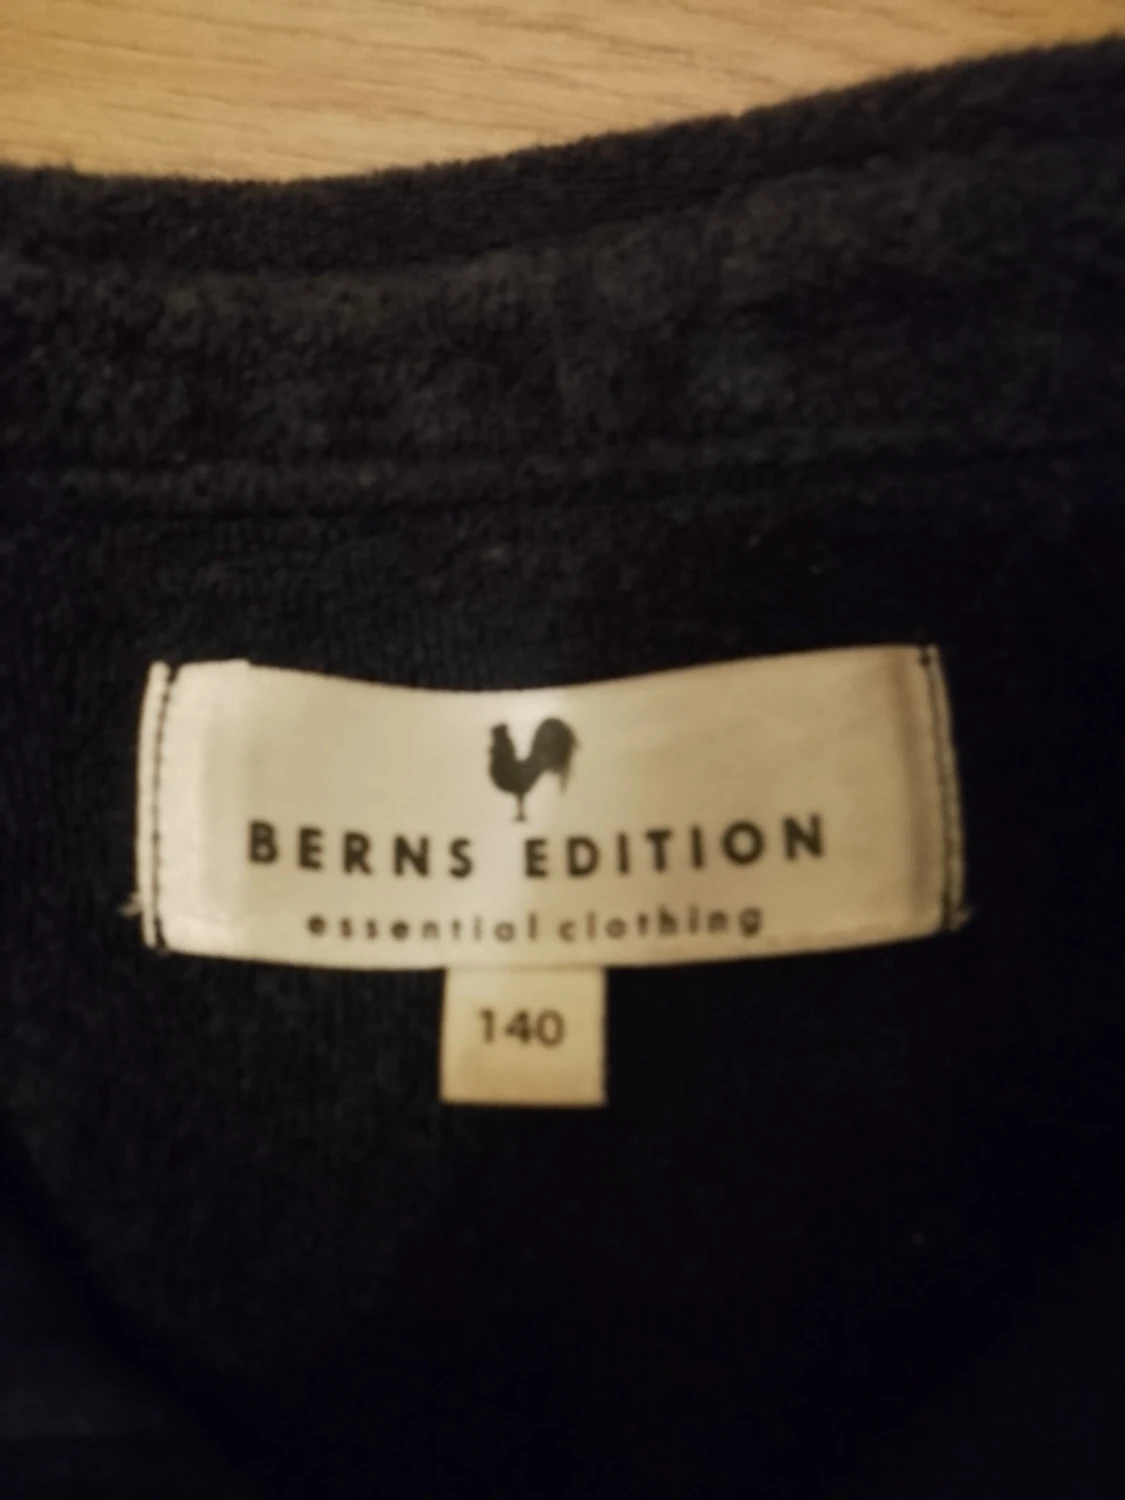 BERNS EDITION
essential clothing
140